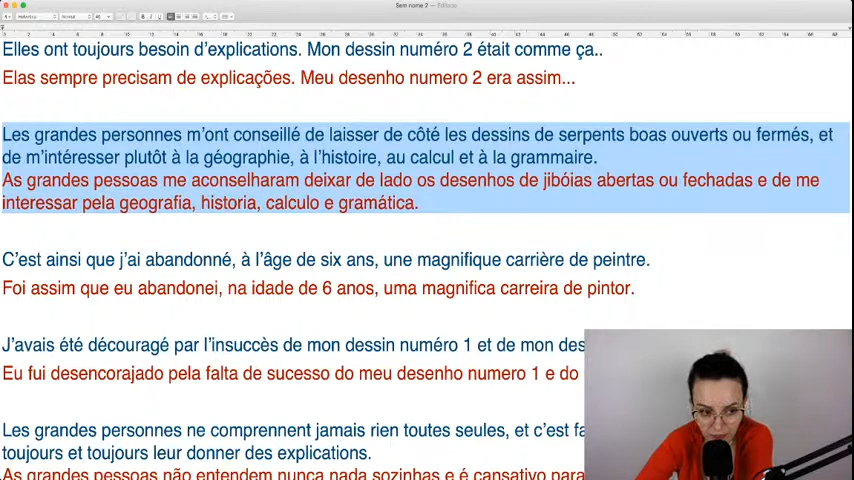 Sem nome 2 — Editado
Helvetica
Elles ont toujours besoin d'explications. Mon dessin numéro 2 était comme ça..
Elas sempre precisam de explicações. Meu desenho numero 2 era assim...
Les grandes personnes m'ont conseillé de laisser de côté les dessins de serpents boas ouverts ou fermés, et
de m'intéresser plutôt à la géographie, à l'histoire, au calcul et à la grammaire.
As grandes pessoas me aconselharam deixar de lado os desenhos de jibóias abertas ou fechadas e de me
interessar pela geografia, historia, calculo e gramática.
C'est ainsi que j'ai abandonné, à l'âge de six ans, une magnifique carrière de peintre.
Foi assim que eu abandonei, na idade de 6 anos, uma magnifica carreira de pintor.
J'avais été découragé par l'insuccès de mon dessin numéro 1 et de mon des
Eu fui desencorajado pela falta de sucesso do meu desenho numero 1 e do
Les grandes personnes ne comprennent jamais rien toutes seules, et c'est fa
toujours et toujours leur donner des explications.
As grandes pessoas não entendem nunca nada sozinhas e é cansativo para